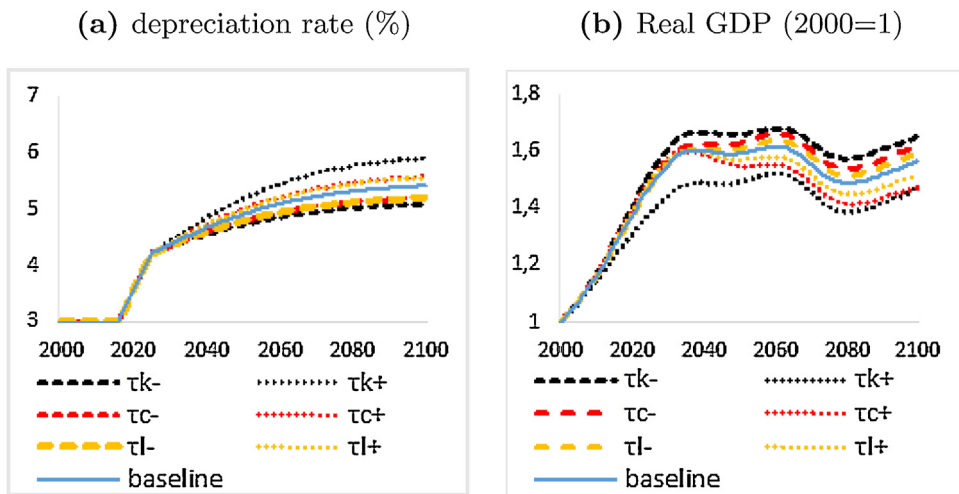 (a) depreciation rate (%)
7
6
5
4
3
2000 2020 2040 2060 2080 2100
τk- τk+
τc- τc+
τl- τl+
baseline
(b) Real GDP (2000=1)
1,8
1,6
1,4
1,2
1
2000 2020 2040 2060 2080 2100
τk- τk+
τc- τc+
τl- τl+
baseline